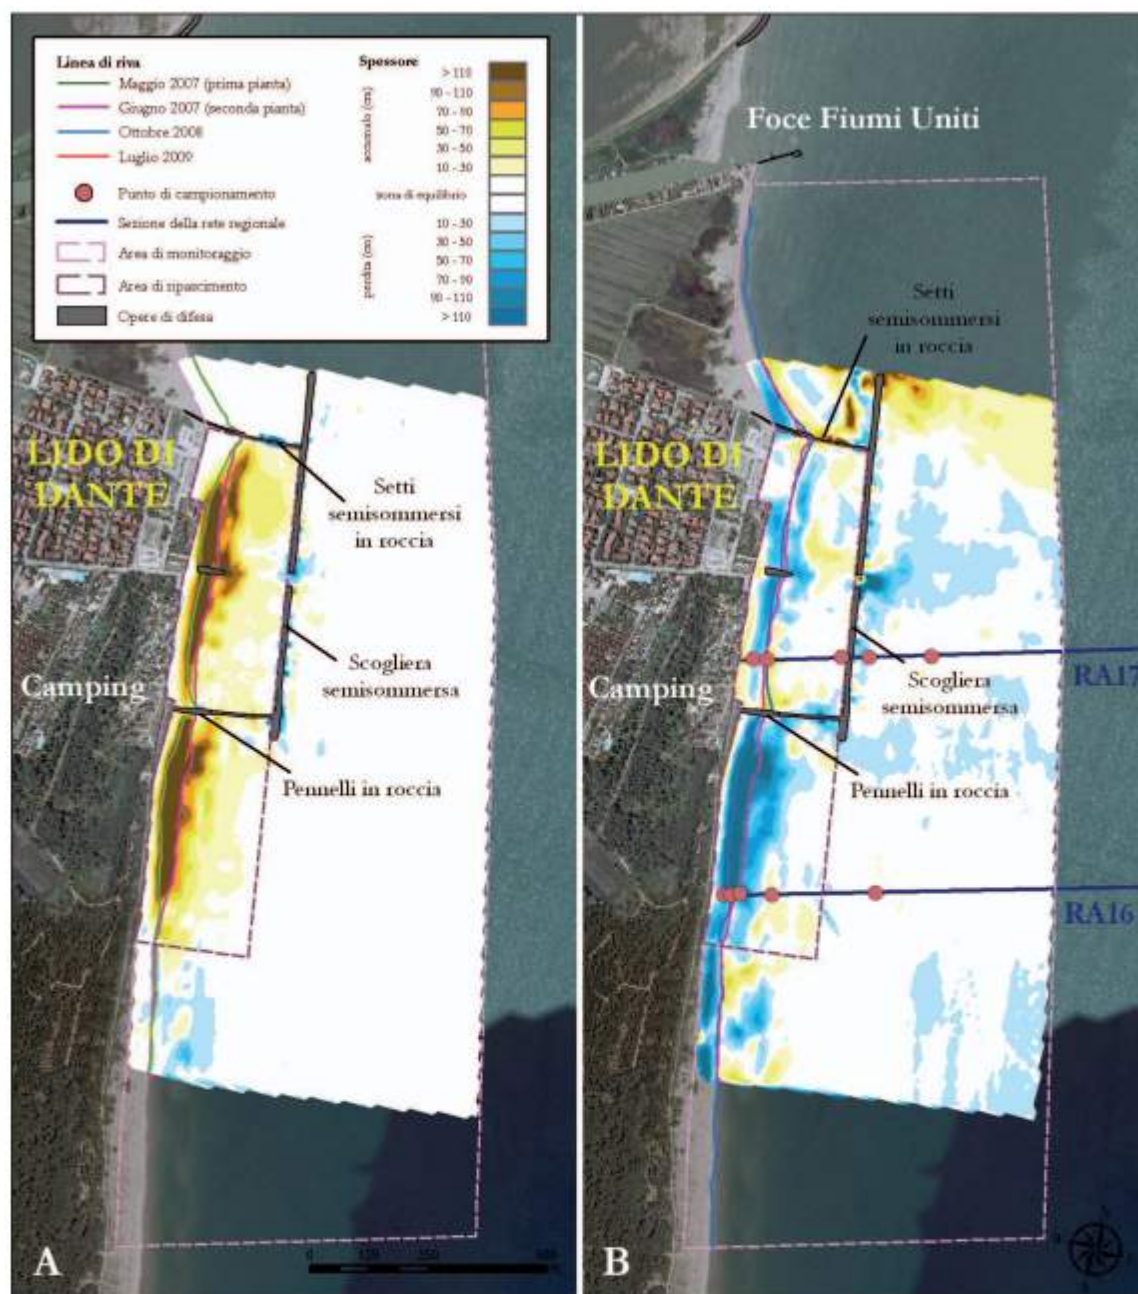 Linea di riva
Maggio 2007 (prima pianta)
Giugno 2007 (seconda pianta)
Ottobre 2008
Luglio 2009
Punto di campionamento
Sezione della rete regionale
Area di monitoraggio
Area di ripascimento
Opere di difesa
Spessore
accumulo (cm)
> 110
90 - 110
70 - 90
50 - 70
30 - 50
10 - 30
zona di equilibrio
perdita (cm)
10 - 30
30 - 50
50 - 70
70 - 90
90 - 110
> 110
LIDO DI
DANTE
Setti
semisommersi
in roccia
Scogliera
semisommersa
Camping
Pennelli in roccia
A
0
Foce Fiumi Uniti
Setti
semisommersi
in roccia
LIDO DI
DANTE
Camping
Scogliera
semisommersa
RA17
Pennelli in roccia
RA16
B